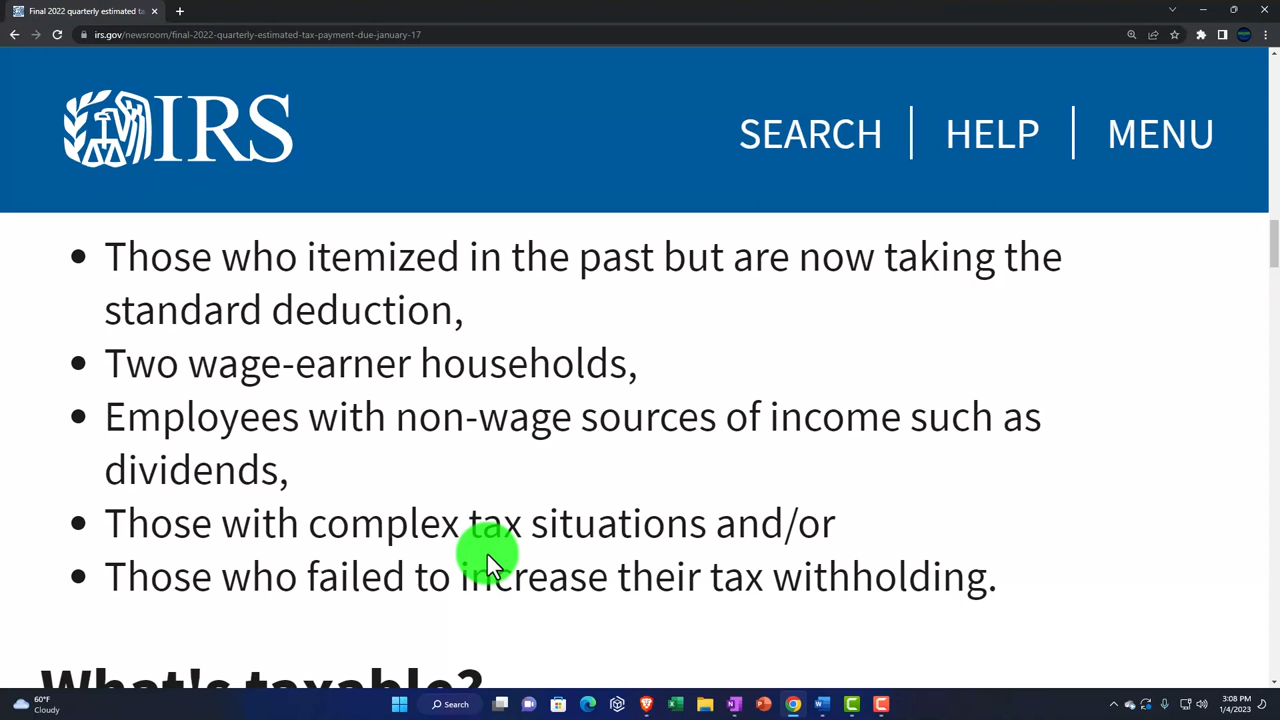 Final 2022 quarterly estimated ta
irs.gov/newsroom/final-2022-quarterly-estimated-tax-payment-due-january-17
IRS
SEARCH HELP MENU
• Those who itemized in the past but are now taking the
standard deduction,
• Two wage-earner households,
• Employees with non-wage sources of income such as
dividends,
• Those with complex tax situations and/or
• Those who failed to increase their tax withholding.
What's taxable?
60°F
Cloudy
Search
3:08 PM
1/4/2023